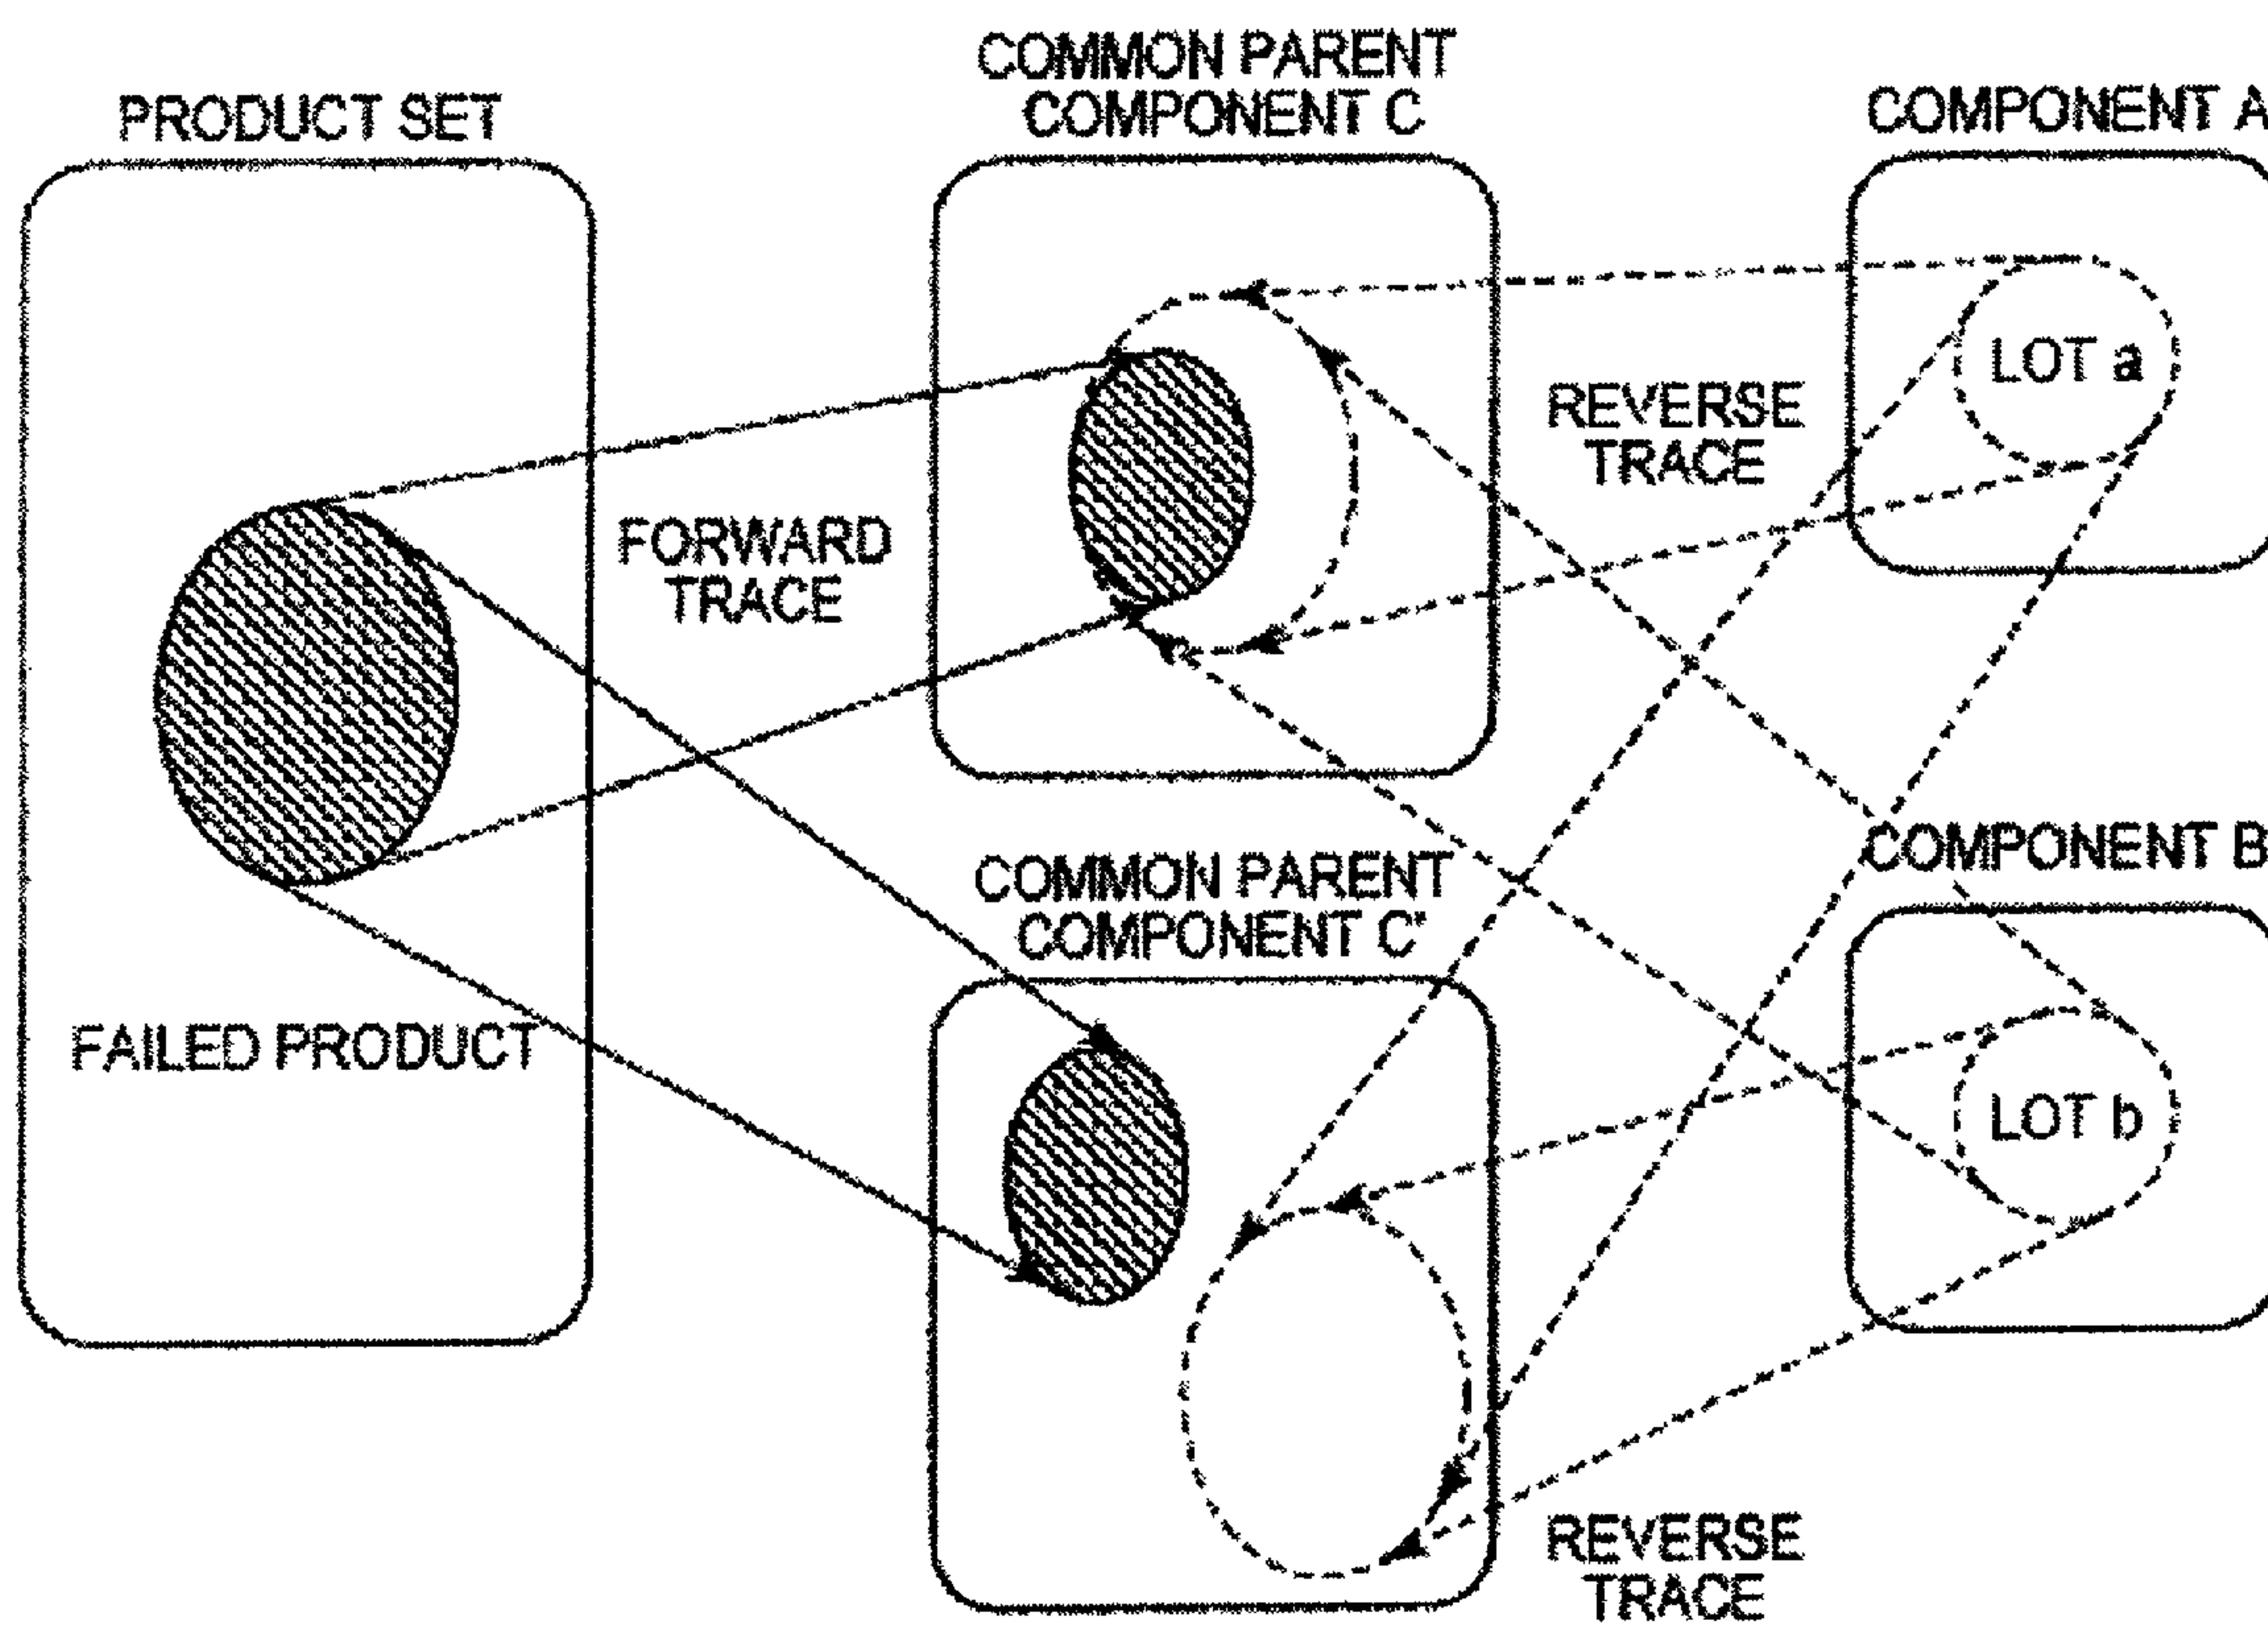 PRODUCT SET
FAILED PRODUCT
FORWARD
TRACE
COMMON PARENT
COMPONENT C
COMMON PARENT
COMPONENT C'
REVERSE
TRACE
REVERSE
TRACE
COMPONENT A
LOT a
COMPONENT B
LOT b